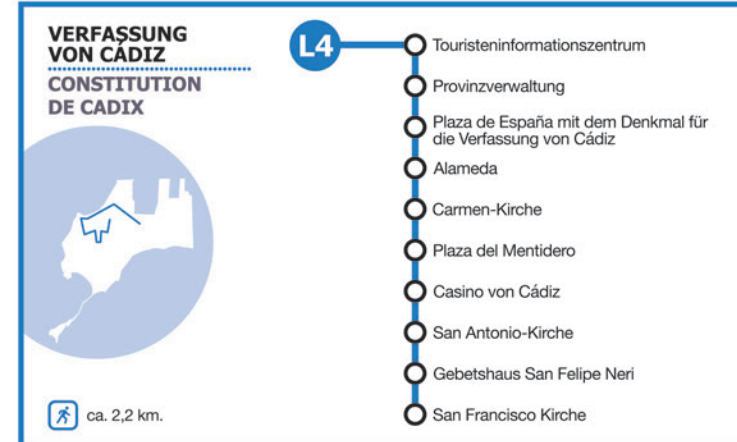 VERFASSUNG
VON CÁDIZ
CONSTITUTION
DE CADIX
L4
Touristeninformationszentrum
Provinzverwaltung
Plaza de España mit dem Denkmal für
die Verfassung von Cádiz
Alameda
Carmen-Kirche
Plaza del Mentidero
Casino von Cádiz
San Antonio-Kirche
Gebetshaus San Felipe Neri
San Francisco Kirche
ca. 2,2 km.